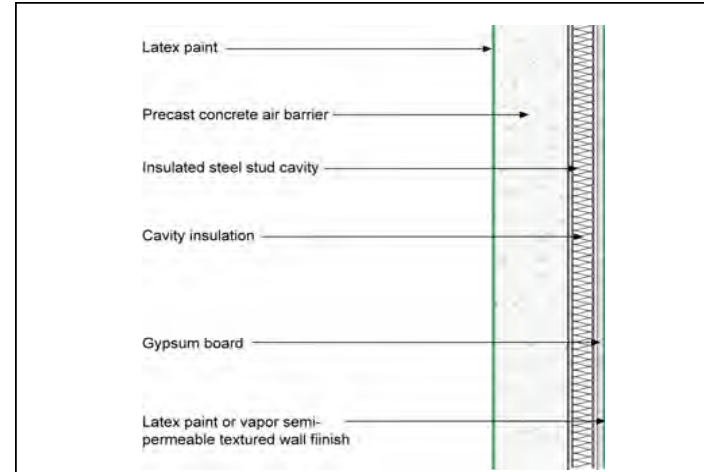 Latex paint
Precast concrete air barrier
Insulated steel stud cavity
Cavity insulation
Gypsum board
Latex paint or vapor semi-
permeable textured wall fiinish